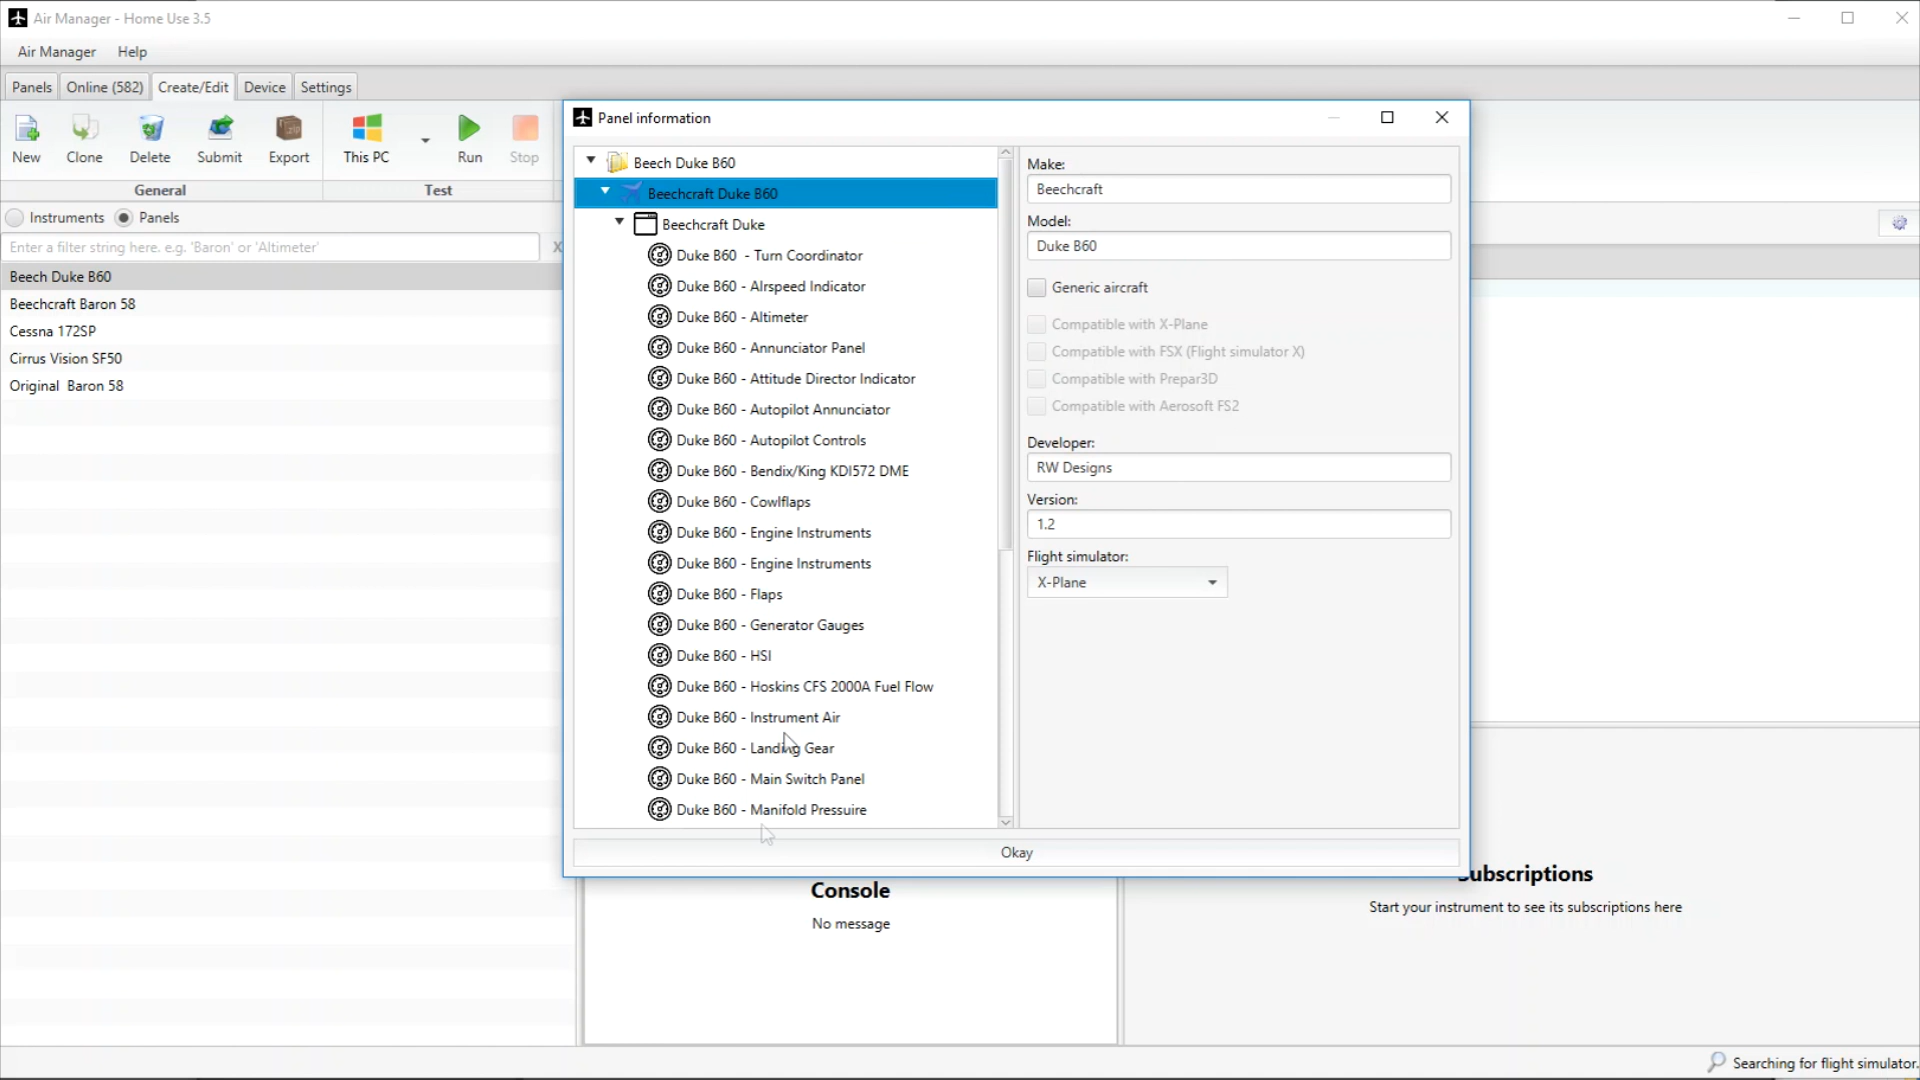 Air Manager - Home Use 3.5
Air Manager Help
Panels Online (582) Create/Edit Device Settings
New Clone Delete Submit Export This PC Run Stop
General Test
Instruments Panels
Enter a filter string here. e.g. 'Baron' or 'Altimeter' X
Beech Duke B60
Beechcraft Baron 58
Cessna 172SP
Cirrus Vision SF50
Original Baron 58
Panel information
Beech Duke B60
Beechcraft Duke B60
Beechcraft Duke
Duke B60 - Turn Coordinator
Duke B60 - AIrspeed Indicator
Duke B60 - Altimeter
Duke B60 - Annunciator Panel
Duke B60 - Attitude Director Indicator
Duke B60 - Autopilot Annunciator
Duke B60 - Autopilot Controls
Duke B60 - Bendix/King KDI572 DME
Duke B60 - Cowlflaps
Duke B60 - Engine Instruments
Duke B60 - Engine Instruments
Duke B60 - Flaps
Duke B60 - Generator Gauges
Duke B60 - HSI
Duke B60 - Hoskins CFS 2000A Fuel Flow
Duke B60 - Instrument Air
Duke B60 - Landing Gear
Duke B60 - Main Switch Panel
Duke B60 - Manifold Pressuire
Make:
Beechcraft
Model:
Duke B60
Generic aircraft
Compatible with X-Plane
Compatible with FSX (Flight simulator X)
Compatible with Prepar3D
Compatible with Aerosoft FS2
Developer:
RW Designs
Version:
1.2
Flight simulator:
X-Plane
Okay
Console
No message
Subscriptions
Start your instrument to see its subscriptions here
Searching for flight simulator.